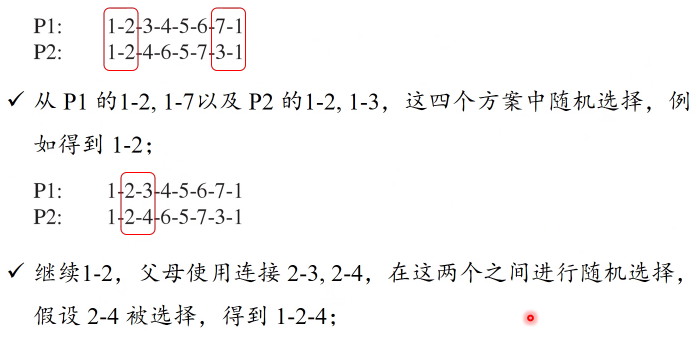 P1: 1-2-3-4-5-6-7-1
P2: 1-2-4-6-5-7-3-1
✓ 从 P1 的1-2, 1-7以及 P2 的1-2, 1-3，这四个方案中随机选择，例
如得到 1-2；
P1: 1-2-3-4-5-6-7-1
P2: 1-2-4-6-5-7-3-1
✓ 继续1-2，父母使用连接 2-3, 2-4，在这两个之间进行随机选择，
假设 2-4 被选择，得到 1-2-4；